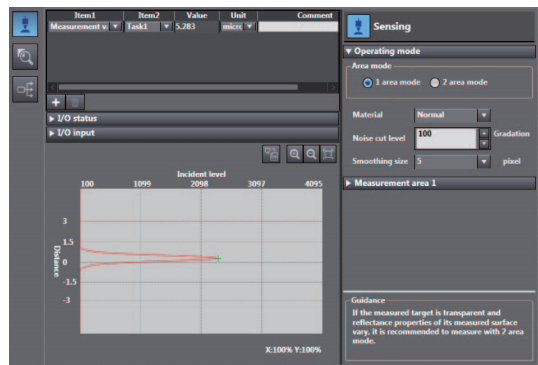 Item1 Item2 Value Unit Comment
Measurement v: Task1 5.283 micro
I/O status
I/O input
Incident level
100 1099 2098 3097 4095
3
1.5
0
-1.5
-3
Distance
X:100% Y:100%
Sensing
Operating mode
Area mode
1 area mode 2 area mode
Material Normal
Noise cut level 100 Gradation
Smoothing size 5 pixel
Measurement area 1
Guidance
If the measured target is transparent and
reflectance properties of its measured surface
vary, it is recommended to measure with 2 area
mode.